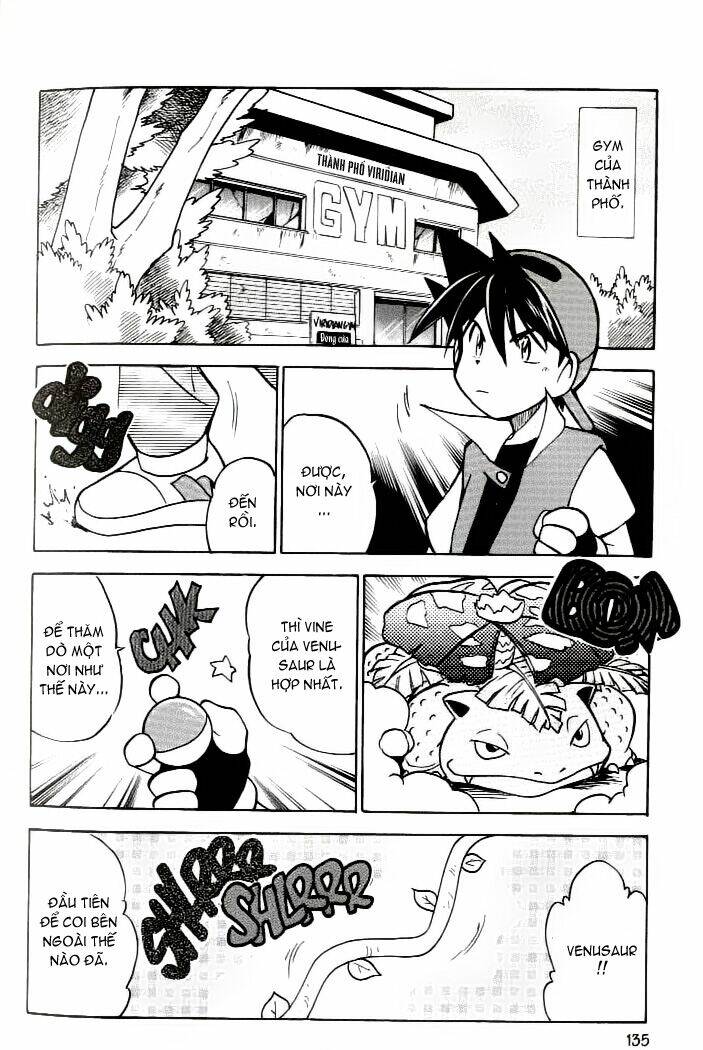 THÀNH PHỐ VIRIDIAN
GYM
VIRIDIAN GYM
Đóng cửa
GYM
CỦA
THÀNH
PHỐ.
ĐẾN
RỒI.
ĐƯỢC,
NƠI NÀY
...
ĐỂ THĂM
DÒ MỘT
NƠI NHƯ
THẾ NÀY...
CHK
THÌ VINE
CỦA VENU-
SAUR LÀ
HỢP NHẤT.
ĐẦU TIÊN
ĐỂ COI BÊN
NGOÀI THẾ
NÀO ĐÃ.
SHLRRR
SHLRRR
VENUSAUR
!!
135